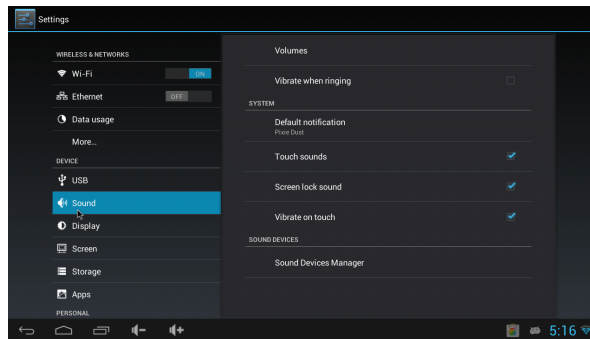 Settings
WIRELESS & NETWORKS
Wi-Fi ON
Ethernet OFF
Data usage
More...
DEVICE
USB
Sound
Display
Screen
Storage
Apps
PERSONAL
Volumes
Vibrate when ringing
SYSTEM
Default notification
Pixie Dust
Touch sounds
Screen lock sound
Vibrate on touch
SOUND DEVICES
Sound Devices Manager
5:16